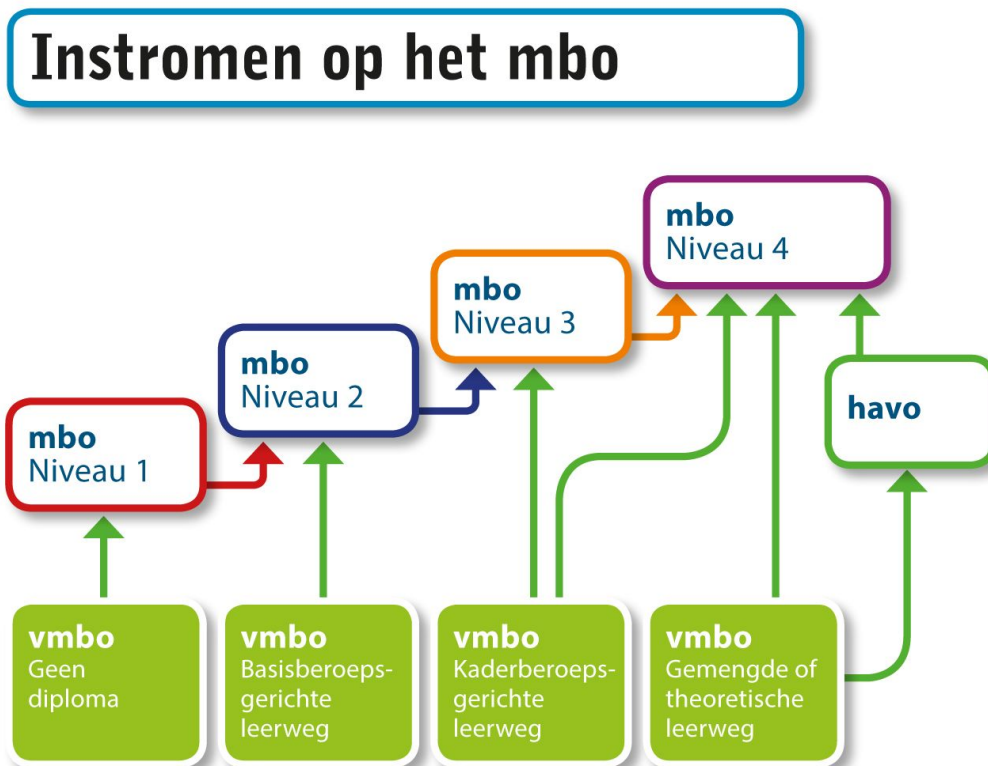 Instromen op het mbo
mbo
Niveau 4
mbo
Niveau 3
mbo
Niveau 2
havo
mbo
Niveau 1
vmbo
Geen
diploma
vmbo
Basisberoeps-
gerichte
leerweg
vmbo
Kaderberoeps-
gerichte
leerweg
vmbo
Gemengde of
theoretische
leerweg